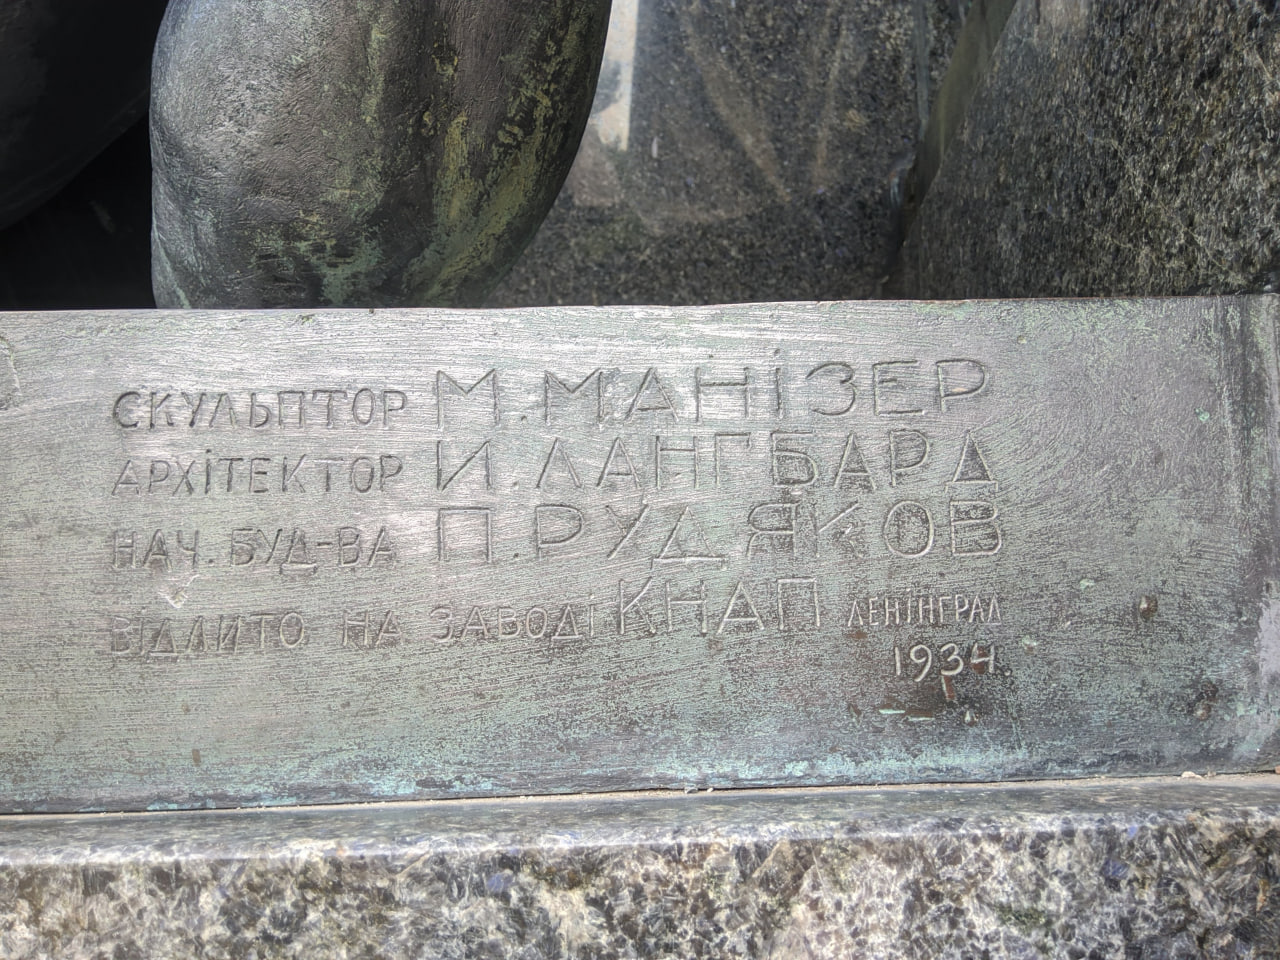 СКУЛЬПТОР М.МАНІЗЕР
АРХІТЕКТОР И.ЛАНГБАРД
НАЧ.БУД-ВА П.РУДЯКОВ
ВІДЛИТО НА ЗАВОДІ КНАП ЛЕНІНГРАД
1934.